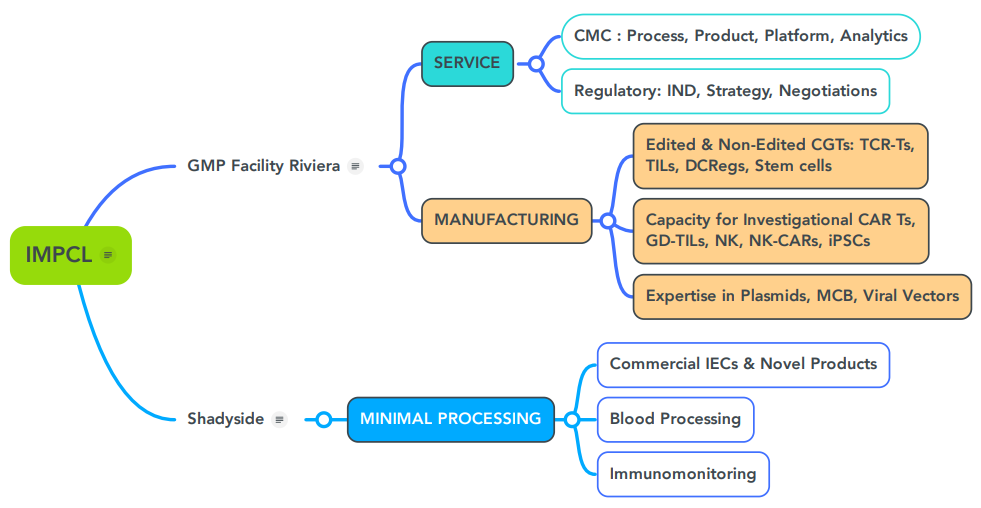 IMPCL
GMP Facility Riviera
SERVICE
CMC : Process, Product, Platform, Analytics
Regulatory: IND, Strategy, Negotiations
MANUFACTURING
Edited & Non-Edited CGTs: TCR-Ts,
TILs, DCRegs, Stem cells
Capacity for Investigational CAR Ts,
GD-TILs, NK, NK-CARs, iPSCs
Expertise in Plasmids, MCB, Viral Vectors
Shadyside
MINIMAL PROCESSING
Commercial IECs & Novel Products
Blood Processing
Immunomonitoring